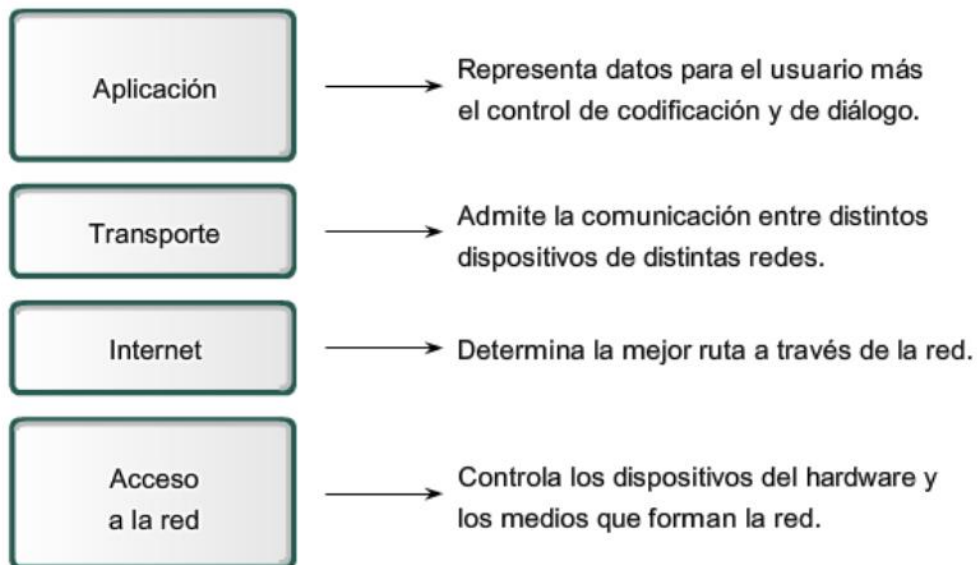 Aplicación
Representa datos para el usuario más
el control de codificación y de diálogo.
Transporte
Admite la comunicación entre distintos
dispositivos de distintas redes.
Internet
Determina la mejor ruta a través de la red.
Acceso
a la red
Controla los dispositivos del hardware y
los medios que forman la red.